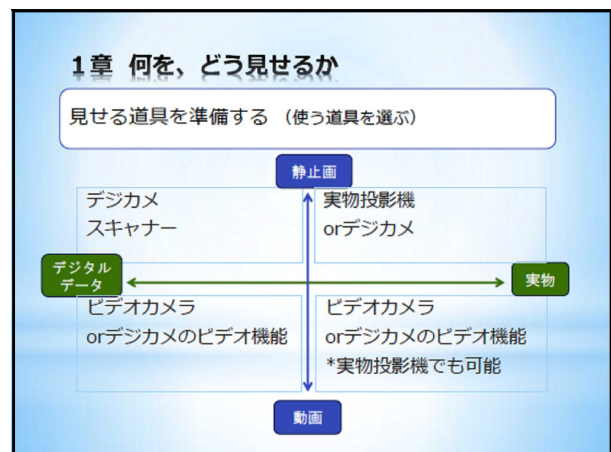 1章 何を、どう見せるか
見せる道具を準備する （使う道具を選ぶ）
静止画
デジカメ
スキャナー
実物投影機
orデジカメ
デジタル
データ
実物
ビデオカメラ
orデジカメのビデオ機能
ビデオカメラ
orデジカメのビデオ機能
*実物投影機でも可能
動画